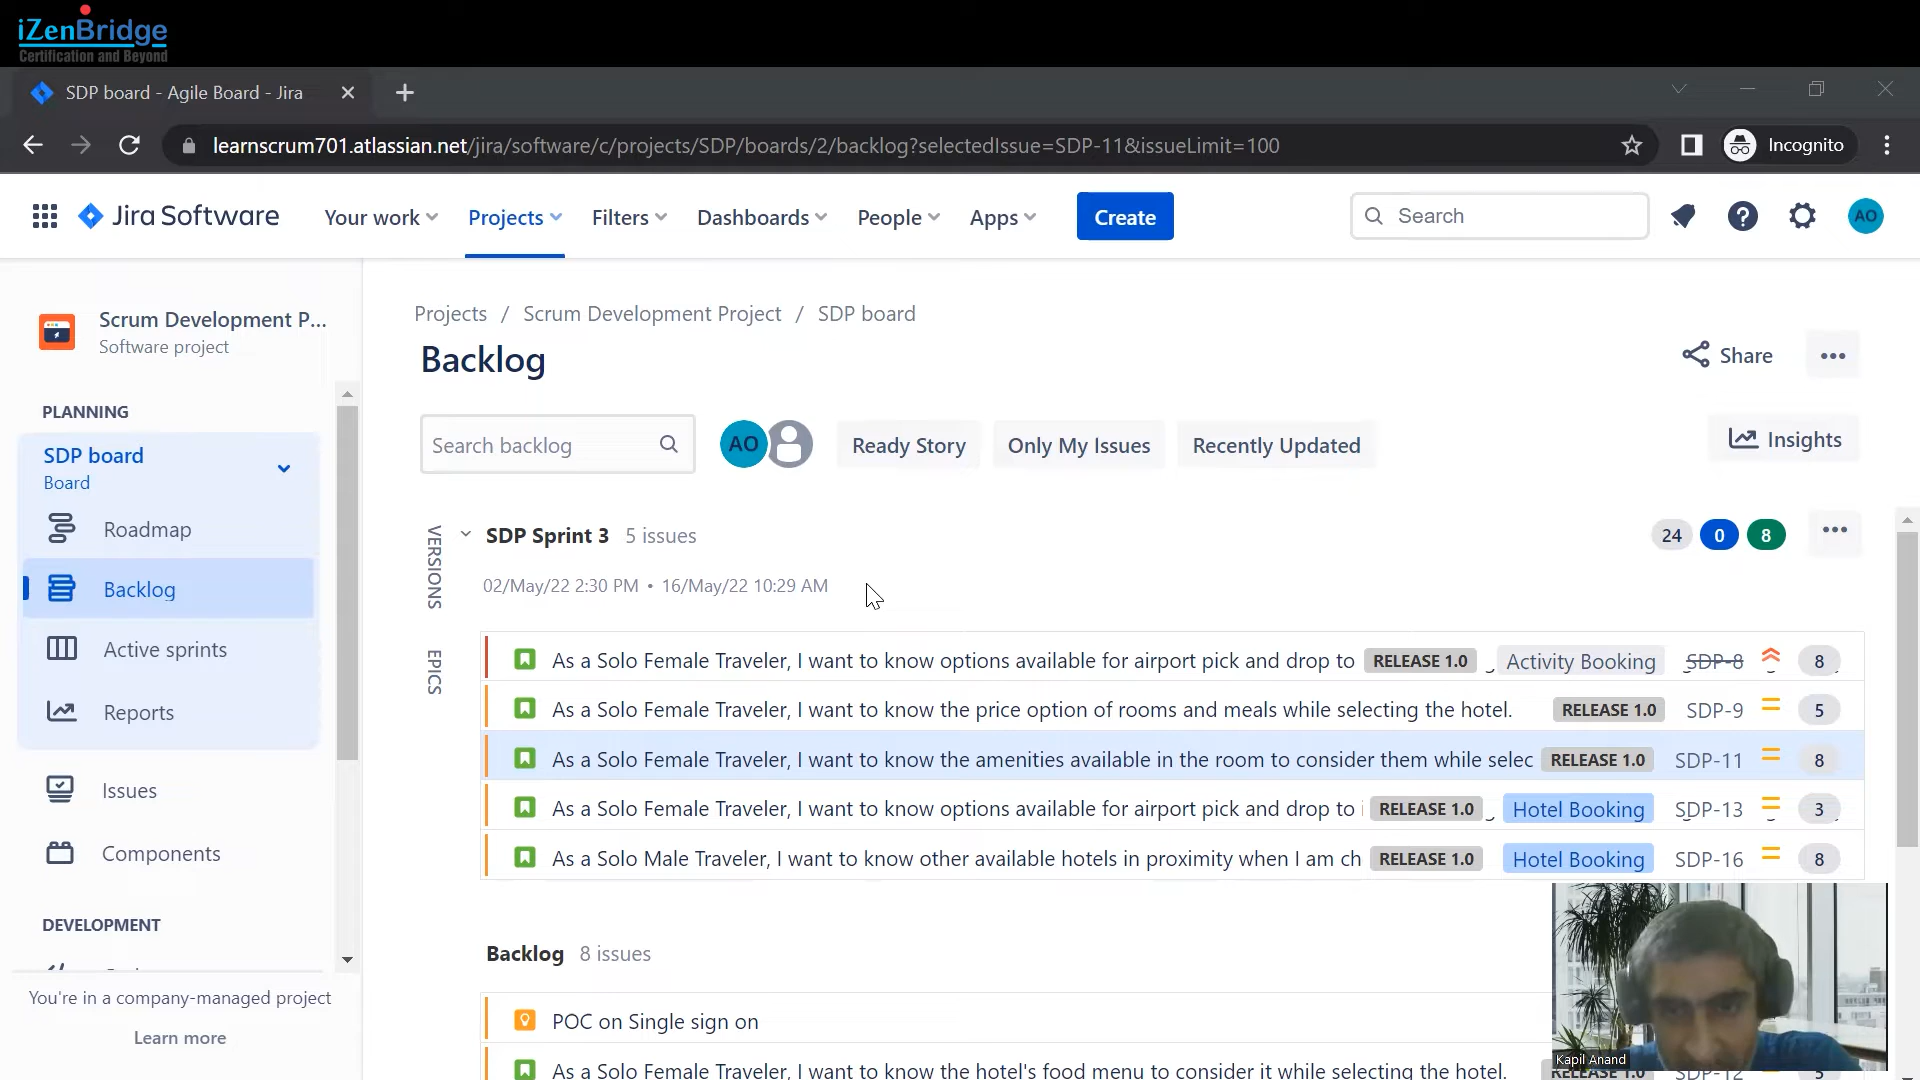 iZenBridge
Certification and Beyond
SDP board - Agile Board - Jira
learnscrum701.atlassian.net/jira/software/c/projects/SDP/boards/2/backlog?selectedIssue=SDP-11&issueLimit=100
Incognito
Jira Software
Your work
Projects
Filters
Dashboards
People
Apps
Create
Search
AO
Scrum Development P...
Software project
PLANNING
SDP board
Board
Roadmap
Backlog
Active sprints
Reports
Issues
Components
DEVELOPMENT
You're in a company-managed project
Learn more
Projects / Scrum Development Project / SDP board
Backlog
Share
Search backlog
AO
Ready Story
Only My Issues
Recently Updated
Insights
VERSIONS
EPICS
SDP Sprint 3 5 issues
24 0 8
02/May/22 2:30 PM • 16/May/22 10:29 AM
As a Solo Female Traveler, I want to know options available for airport pick and drop to RELEASE 1.0 Activity Booking SDP-8 8
As a Solo Female Traveler, I want to know the price option of rooms and meals while selecting the hotel. RELEASE 1.0 SDP-9 5
As a Solo Female Traveler, I want to know the amenities available in the room to consider them while selec RELEASE 1.0 SDP-11 8
As a Solo Female Traveler, I want to know options available for airport pick and drop to RELEASE 1.0 Hotel Booking SDP-13 3
As a Solo Male Traveler, I want to know other available hotels in proximity when I am ch RELEASE 1.0 Hotel Booking SDP-16 8
Backlog 8 issues
POC on Single sign on
As a Solo Female Traveler, I want to know the hotel's food menu to consider it while selecting the hotel. RELEASE 1.0 SDP-12 5
Kapil Anand